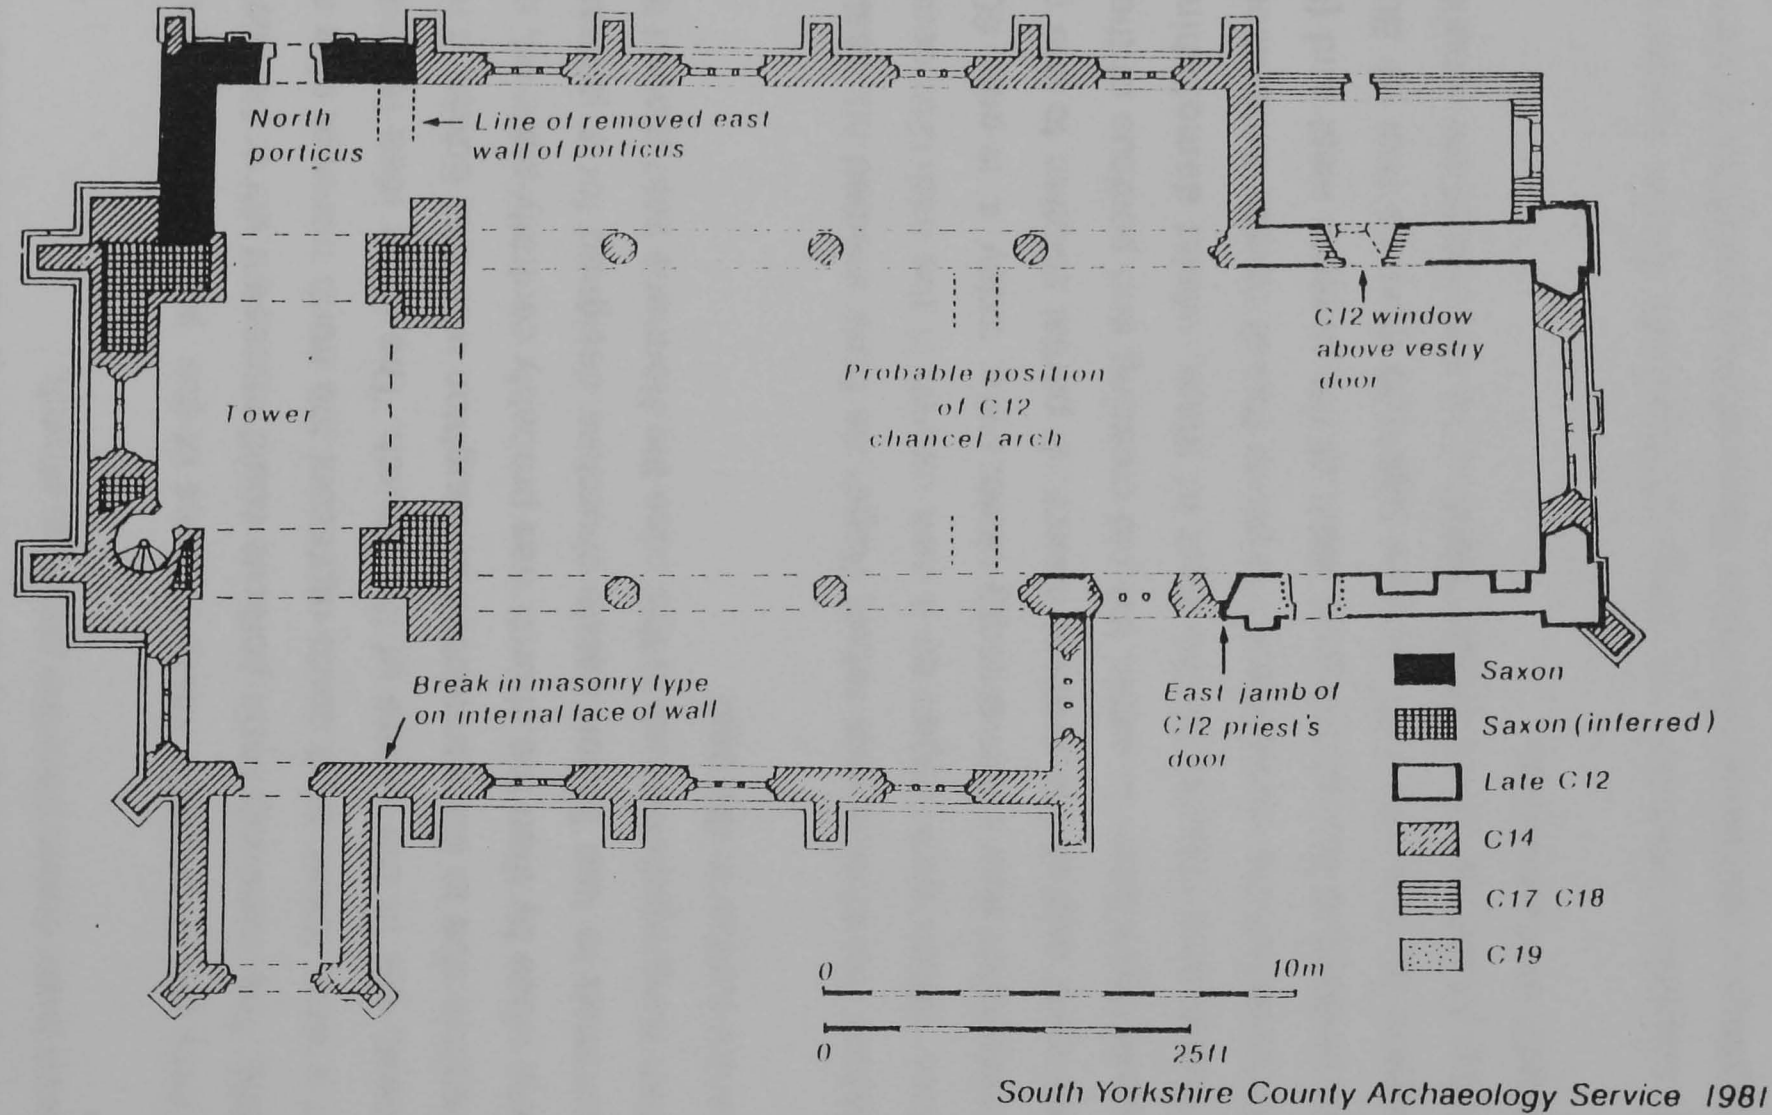 North
porticus
Line of removed east
wall of porticus
C12 window
above vestry
door
Probable position
of C12
chancel arch
Tower
Break in masonry type
on internal face of wall
East jamb of
C12 priest's
door
Saxon
Saxon (inferred)
Late C12
C14
C17 C18
C19
0
10m
0
25ft
South Yorkshire County Archaeology Service 1981